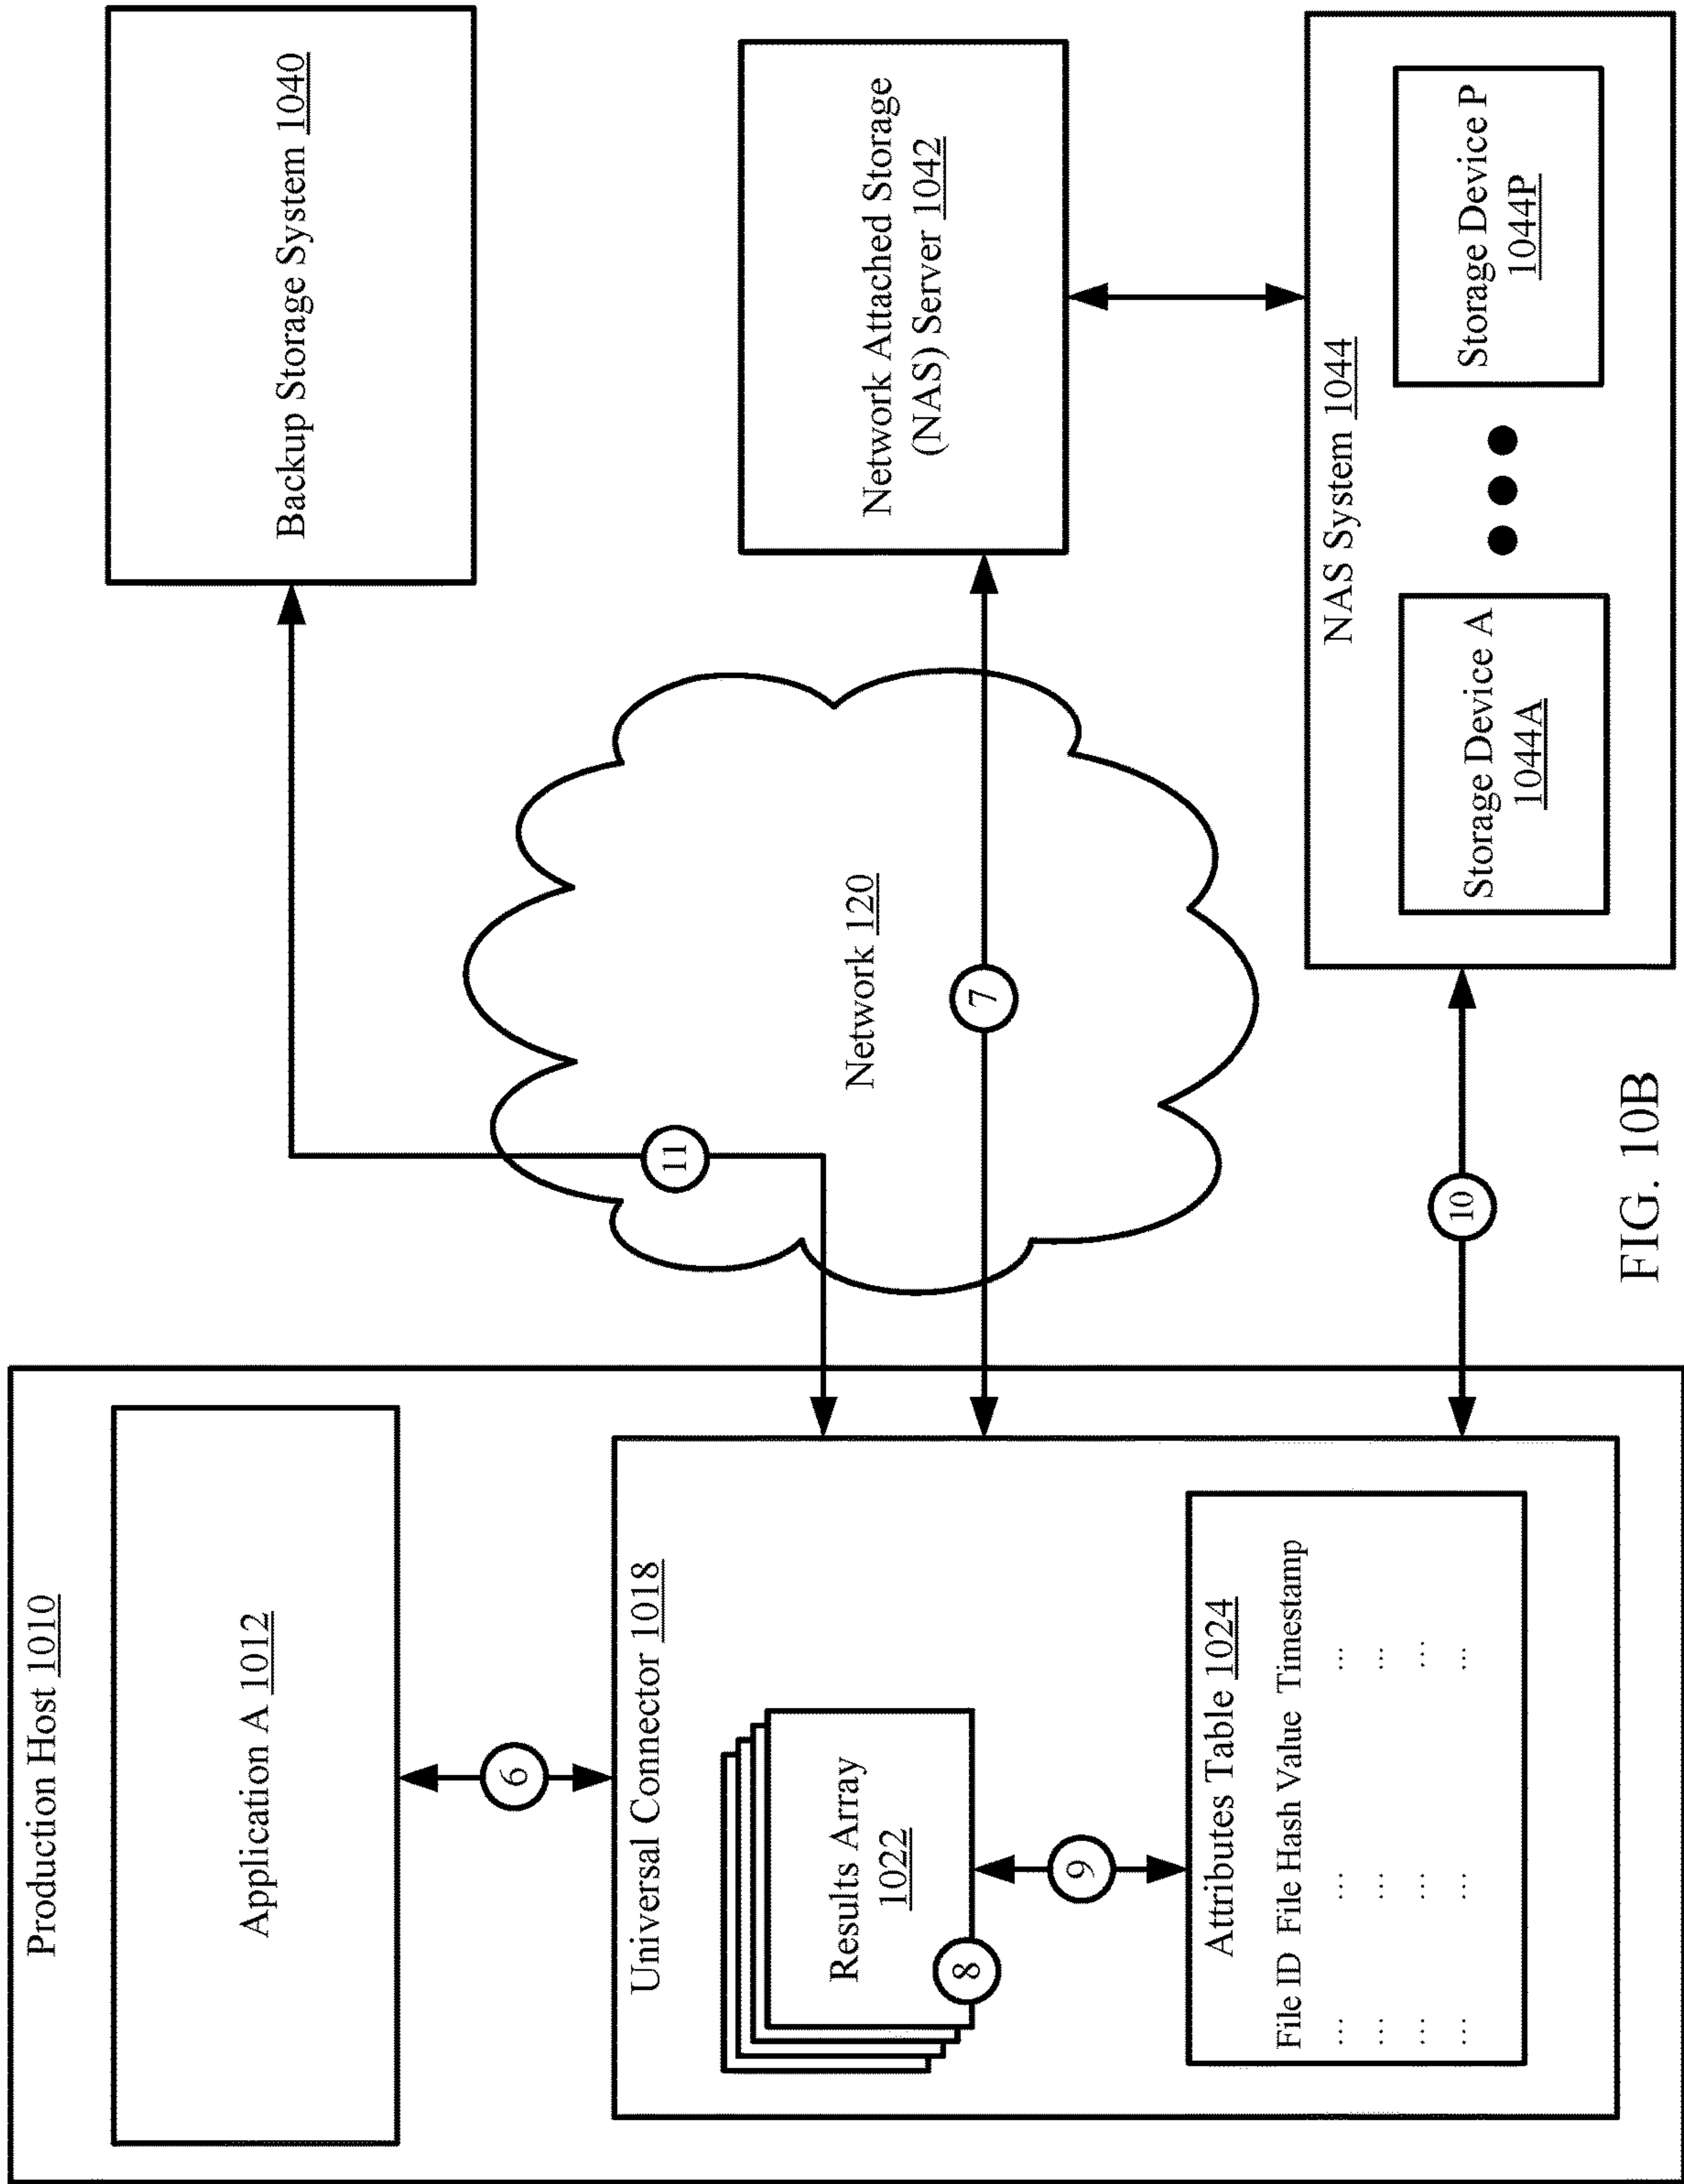 Production Host 1010
Application A 1012
6
Universal Connector 1018
Results Array
1022
8
9
Attributes Table 1024
File ID File Hash Value Timestamp
... ... ...
... ... ...
... ... ...
... ... ...
11
Network 120
7
10
Backup Storage System 1040
Network Attached Storage
(NAS) Server 1042
NAS System 1044
Storage Device A
1044A
Storage Device P
1044P
FIG. 10B